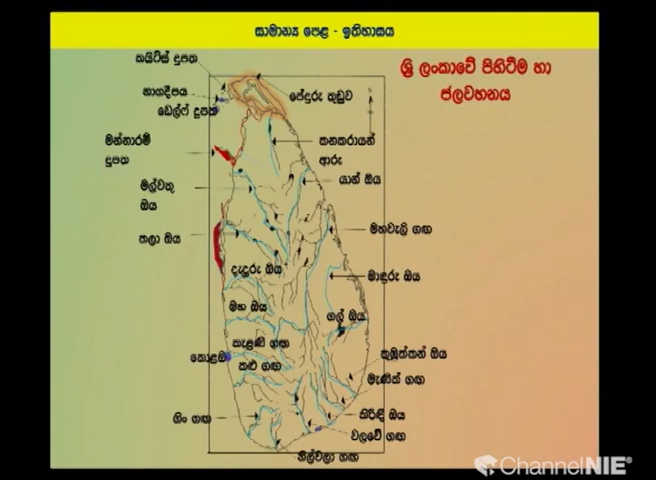 සාමාන්‍ය පෙළ - ඉතිහාසය
ශ්‍රී ලංකාවේ පිහිටීම හා
ජලවහනය
කයිට්ස් දූපත
නාගදීපය
ඩෙල්ෆ් දූපත
පේදුරු තුඩුව
මන්නාරම්
දූපත
කනකරායන්
ආරු
යාන් ඔය
මල්වතු
ඔය
කලා ඔය
මහවැලි ගඟ
දැදුරු ඔය
මාදුරු ඔය
මහ ඔය
ගල් ඔය
කැළණි ගඟ
කොළඹ
කළු ගඟ
කුඹුක්කන් ඔය
මැණික් ගඟ
ගිං ගඟ
කිරිඳි ඔය
වලවේ ගඟ
නිල්වලා ගඟ
ChannelNIE